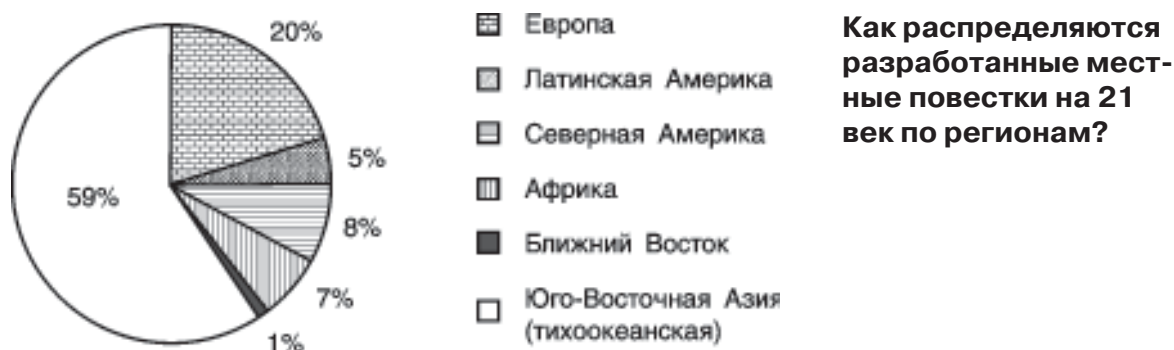 20%
5%
8%
7%
1%
59%
Европа
Латинская Америка
Северная Америка
Африка
Ближний Восток
Юго-Восточная Азия
(тихоокеанская)
Как распределяются
разработанные мест-
ные повестки на 21
век по регионам?